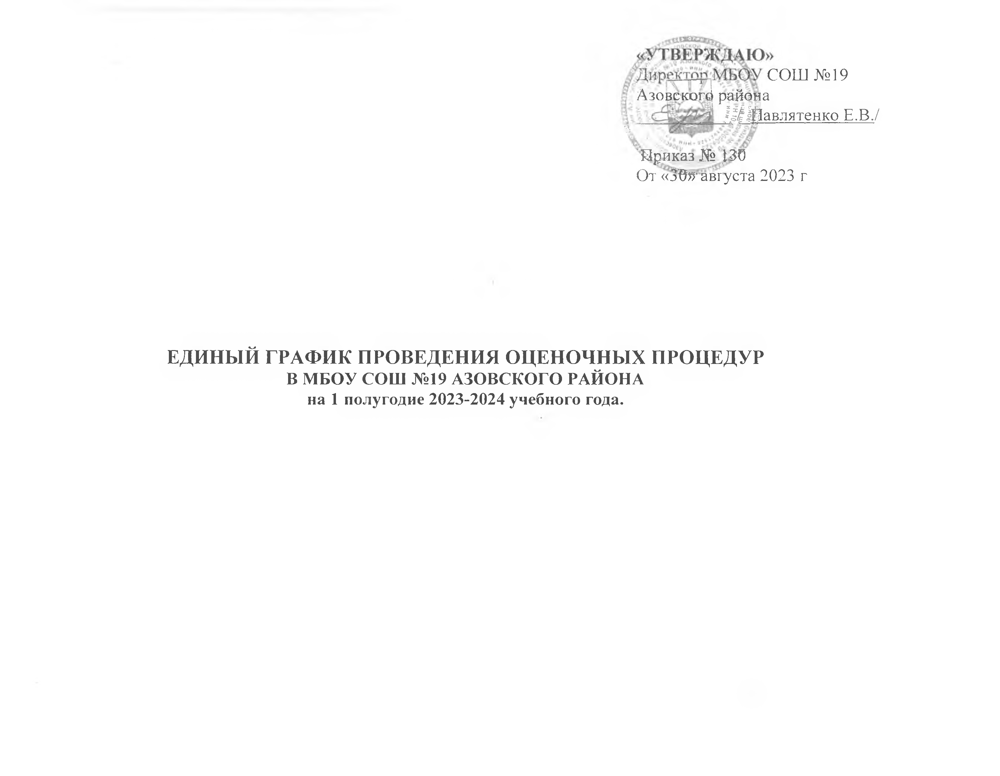 «УТВЕРЖДАЮ»
Директор МБОУ СОШ №19
Азовского района
/Павлятенко Е.В./
Приказ № 130
От «30» августа 2023 г
ЕДИНЫЙ ГРАФИК ПРОВЕДЕНИЯ ОЦЕНОЧНЫХ ПРОЦЕДУР
В МБОУ СОШ №19 АЗОВСКОГО РАЙОНА
на 1 полугодие 2023-2024 учебного года.